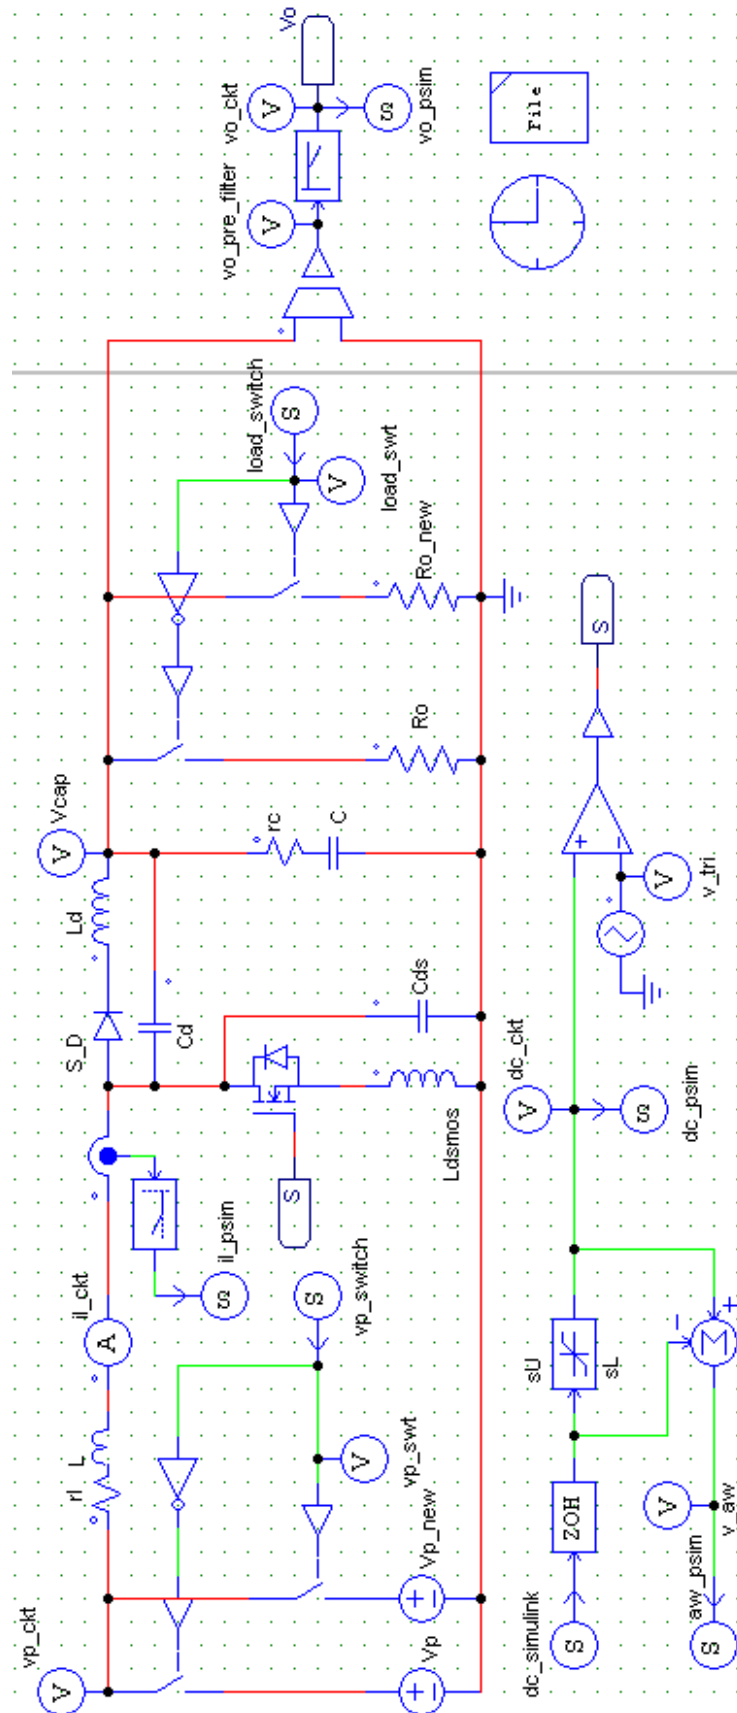 vp_ckt
V
rl
L
il_ckt
A
S_D
Ld
Vcap
V
Cd
rc
C
Ro
Ro_new
load_switch
S
load_swt
V
vo_pre_filter
V
vo_ckt
V
Vo
S
vo_psim
File
il_psim
S
S
vp_switch
S
vp_swt
V
Vp_new
Vp
Cds
Ldsmos
dc_simulink
S
ZOH
sU
sL
Σ
+
-
V
v_aw
aw_psim
S
dc_ckt
V
dc_psim
S
+
-
V
v_tri
S